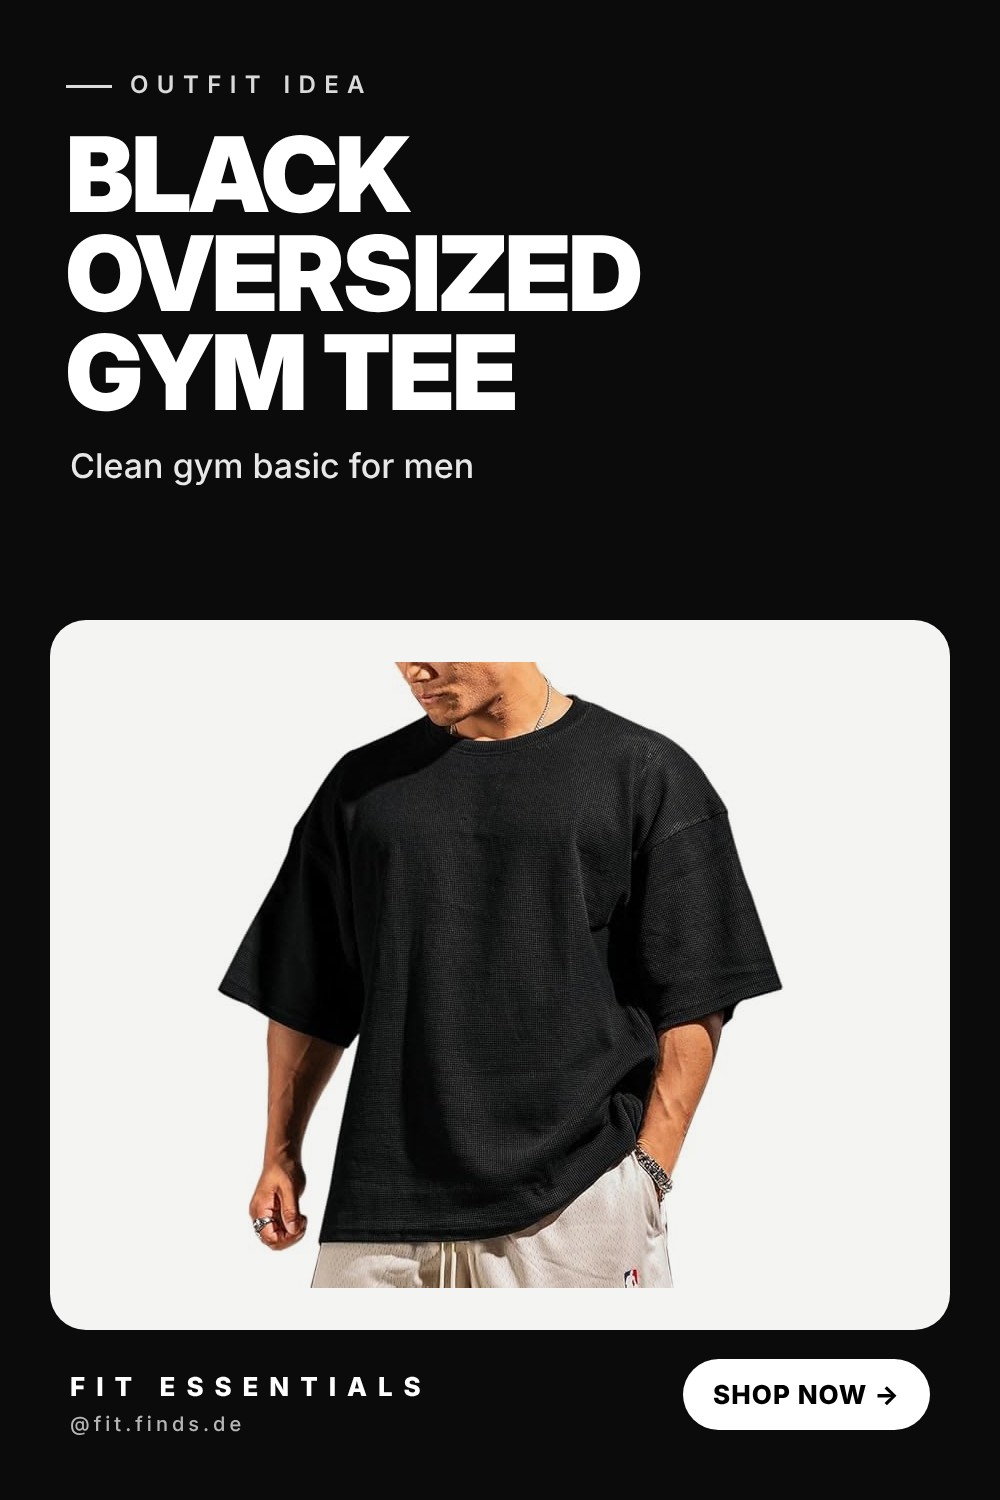 OUTFIT IDEA
BLACK
OVERSIZED
GYM TEE
Clean gym basic for men
FIT ESSENTIALS
@fit.finds.de
SHOP NOW →